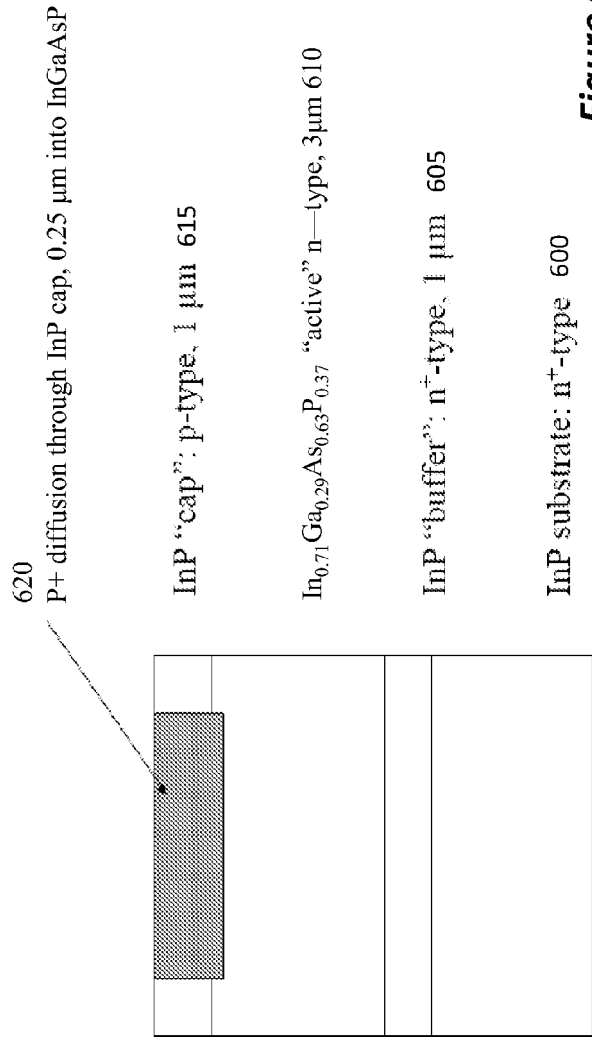 620
P+ diffusion through InP cap, 0.25 µm into InGaAsP
InP “cap”: p-type, 1 µm 615
In0.71Ga0.29As0.63P0.37 “active” n—type, 3µm 610
InP “buffer”: n+-type, 1 µm 605
InP substrate: n+-type 600
Figure